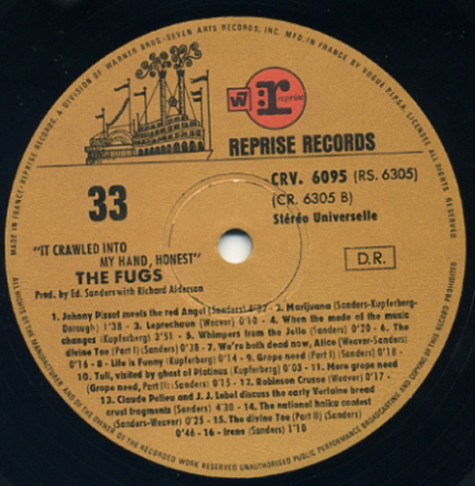 MADE IN FRANCE-REPRISE RECORDS, A DIVISION OF WARNER BROS-SEVEN ARTS RECORDS, INC. MFD. IN FRANCE BY VOGUE P.I.P. SA. LICENSEE ALL RIGHTS RESERVED
W
r
reprise
REPRISE RECORDS
33
CRV. 6095 (RS. 6305)
(CR. 6305 B)
Stéréo Universelle
"IT CRAWLED INTO
MY HAND, HONEST"
THE FUGS
D.R.
Prod. by Ed. Sanders with Richard Alderson
1. Johnny Pissof meets the red Angel (Sanders) 4'32 - 2. Marijuana (Sanders-Kupferberg-
Dorough) 1'38 - 3. Leprechaun (Weaver) 0'10 - 4. When the mode of the music
changes (Kupferberg) 3'51 - 5. Whimpers from the Jello (Sanders) 0'20 - 6. The
divine Toe (Part I) (Sanders) 0'38 - 7. We're both dead now, Alice (Weaver-Sanders)
0'16 - 8 - Life is Funny (Kupferberg) 0'14 - 9. Grope need (Part I) (Sanders) 0'18
10. Tuli, visited by ghost of Plotinus (Kupferberg) 0'03 - 11. More grope need
(Grope need, Part II) (Sanders) 0'16 - 12. Robinson Crusoe (Weaver) 0'17 -
13. Claude Pelieu and J.J. Lebel discuss the early Verlaine bread
crust fragments (Sanders) 4'30 - 14. The national haiku contest
(Sanders-Weaver) 0'25 - 15. The divine Toe (Part II) (Sanders)
0'46 - 16 - Irene (Sanders) 1'10
ALL RIGHTS OF THE MANUFACTURER AND OF THE OWNER OF THE RECORDED WORK RESERVED UNAUTHORISED PUBLIC PERFORMANCE BROADCASTING AND COPYING OF THIS RECORD PROHIBITED